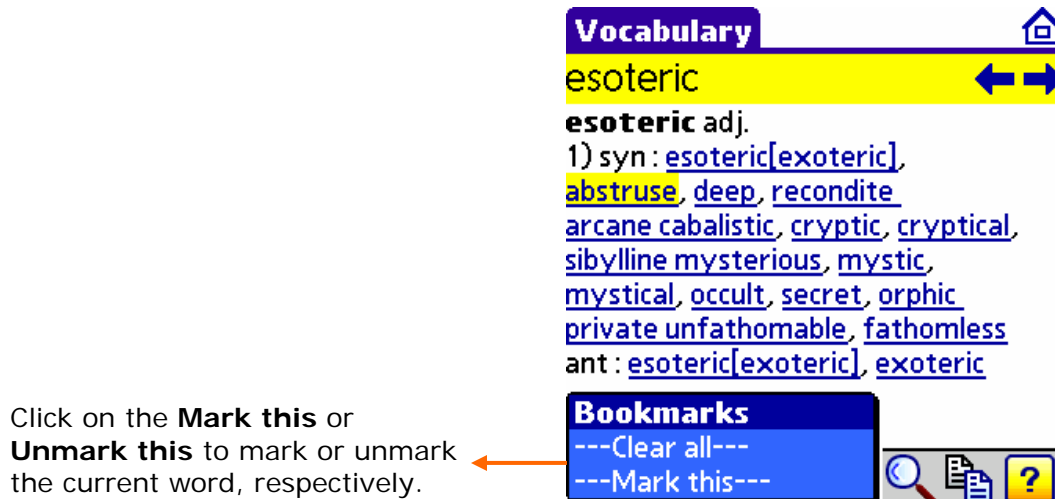 Vocabulary
esoteric
esoteric adj.
1) syn : esoteric[exoteric],
abstruse, deep, recondite
arcane cabalistic, cryptic, cryptical,
sibylline mysterious, mystic,
mystical, occult, secret, orphic
private unfathomable, fathomless
ant : esoteric[exoteric], exoteric
Bookmarks
---Clear all---
---Mark this---
?
Click on the Mark this or
Unmark this to mark or unmark
the current word, respectively.